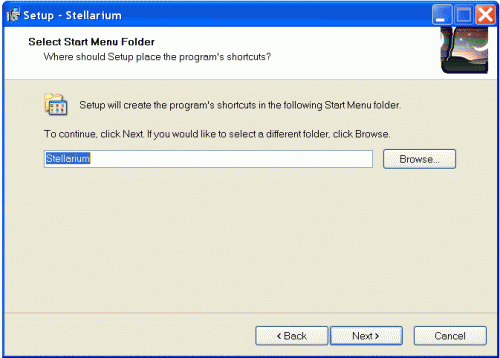 Setup - Stellarium
Select Start Menu Folder
Where should Setup place the program's shortcuts?
Setup will create the program's shortcuts in the following Start Menu folder.
To continue, click Next. If you would like to select a different folder, click Browse.
Stellarium
Browse...
< Back
Next >
Cancel